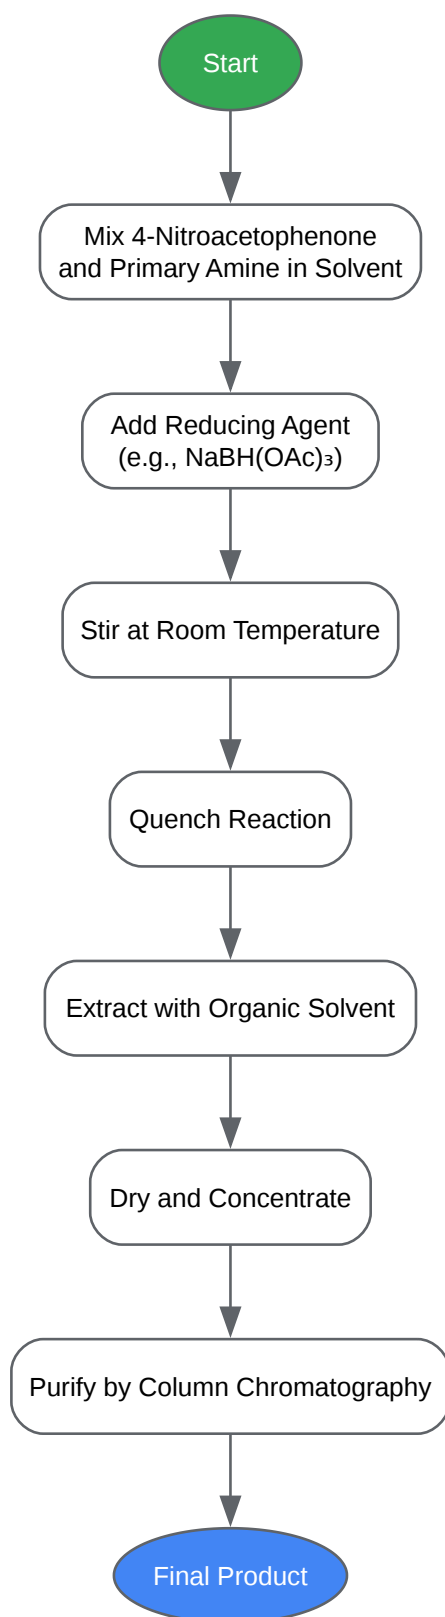 Start
Mix 4-Nitroacetophenone
and Primary Amine in Solvent
Add Reducing Agent
(e.g., NaBH(OAc)₃)
Stir at Room Temperature
Quench Reaction
Extract with Organic Solvent
Dry and Concentrate
Purify by Column Chromatography
Final Product